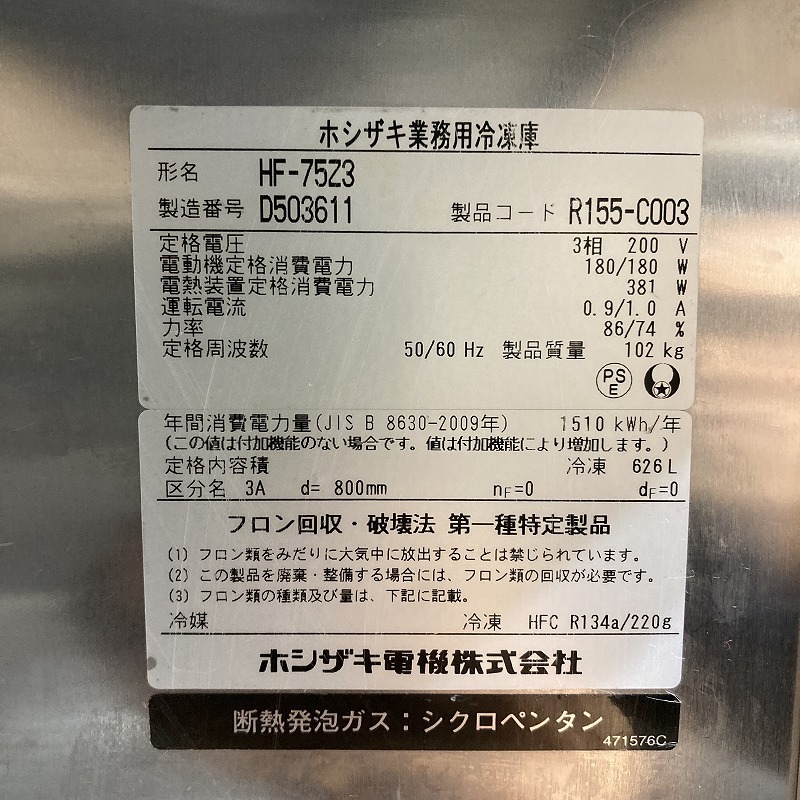 ホシザキ業務用冷凍庫
形名 HF-75Z3
製造番号 D503611 製品コード R155-C003
定格電圧 3相 200 V
電動機定格消費電力 180/180 W
電熱装置定格消費電力 381 W
運転電流 0.9/1.0 A
力率 86/74 %
定格周波数 50/60 Hz 製品質量 102 kg
PS
E
年間消費電力量(JIS B 8630-2009年) 1510 kWh/年
(この値は付加機能のない場合です。値は付加機能により増加します。)
定格内容積 冷凍 626 L
区分名 3A d= 800mm nF=0 dF=0
フロン回収・破壊法 第一種特定製品
(1) フロン類をみだりに大気中に放出することは禁じられています。
(2) この製品を廃棄・整備する場合には、フロン類の回収が必要です。
(3) フロン類の種類及び量は、下記に記載。
冷媒 冷凍 HFC R134a/220g
ホシザキ電機株式会社
断熱発泡ガス：シクロペンタン
471576C